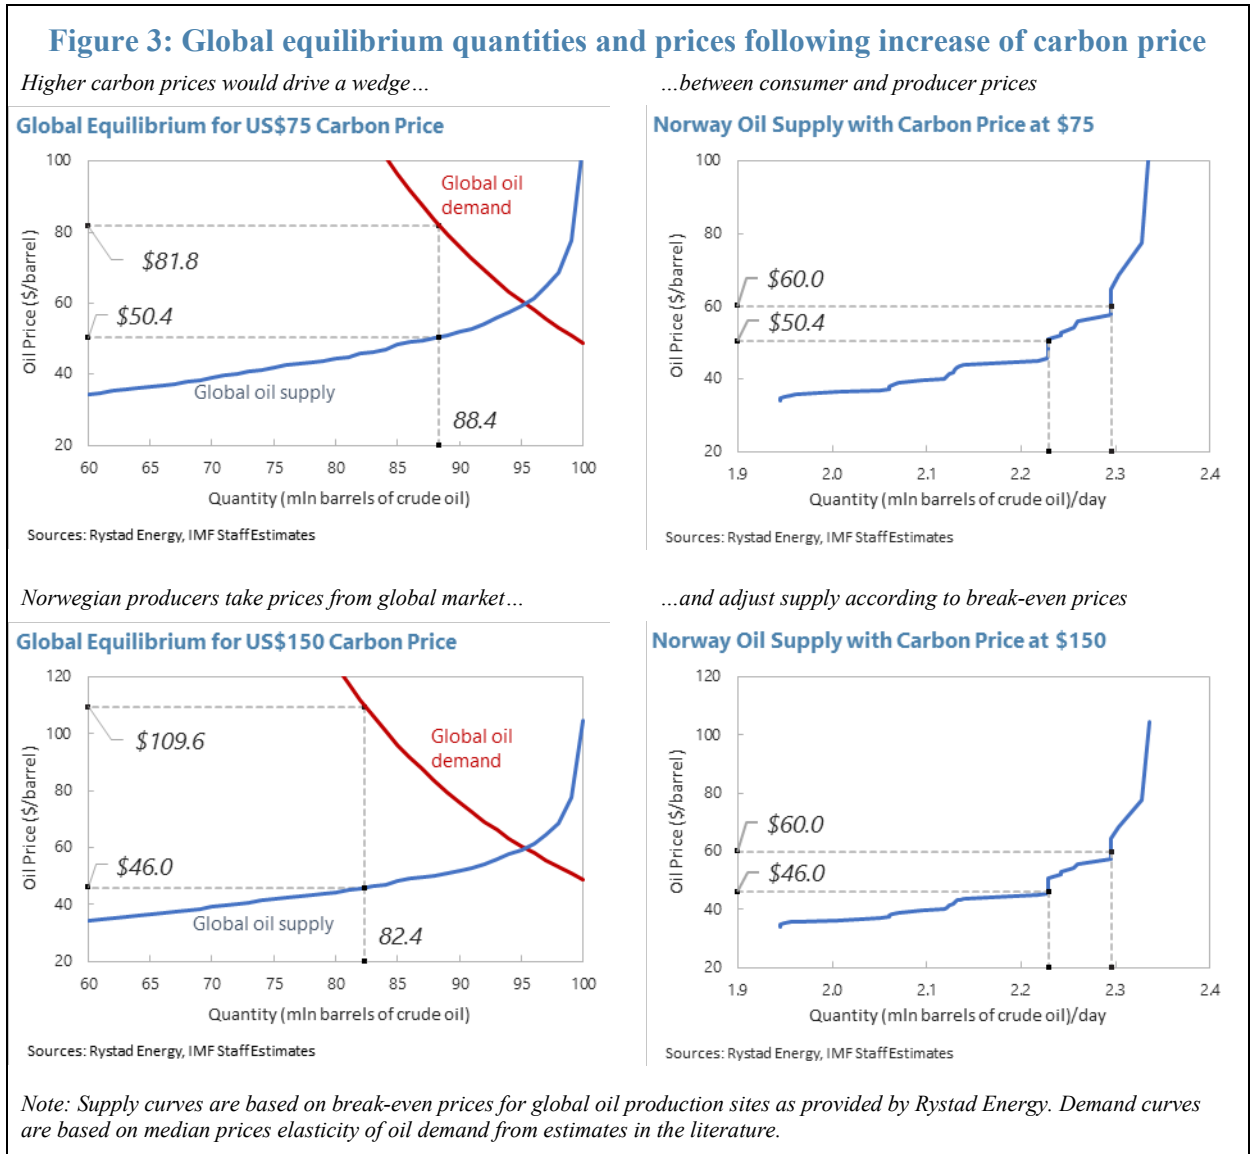 Figure 3: Global equilibrium quantities and prices following increase of carbon price
Higher carbon prices would drive a wedge…
…between consumer and producer prices
Global Equilibrium for US$75 Carbon Price
Oil Price ($/barrel)
100
80
60
40
20
Global oil
demand
$81.8
$50.4
Global oil supply
88.4
60 65 70 75 80 85 90 95 100
Quantity (mln barrels of crude oil)
Sources: Rystad Energy, IMF Staff Estimates
Norway Oil Supply with Carbon Price at $75
Oil Price ($/barrel)
100
80
60
40
20
$60.0
$50.4
1.9 2.0 2.1 2.2 2.3 2.4
Quantity (mln barrels of crude oil)/day
Sources: Rystad Energy, IMF Staff Estimates
Norwegian producers take prices from global market…
…and adjust supply according to break-even prices
Global Equilibrium for US$150 Carbon Price
Oil Price ($/barrel)
120
100
80
60
40
20
$109.6
Global oil
demand
$46.0
Global oil supply
82.4
60 65 70 75 80 85 90 95 100
Quantity (mln barrels of crude oil)
Sources: Rystad Energy, IMF Staff Estimates
Norway Oil Supply with Carbon Price at $150
Oil Price ($/barrel)
120
100
80
60
40
20
$60.0
$46.0
1.9 2.0 2.1 2.2 2.3 2.4
Quantity (mln barrels of crude oil)/day
Sources: Rystad Energy, IMF Staff Estimates
Note: Supply curves are based on break-even prices for global oil production sites as provided by Rystad Energy. Demand curves
are based on median prices elasticity of oil demand from estimates in the literature.